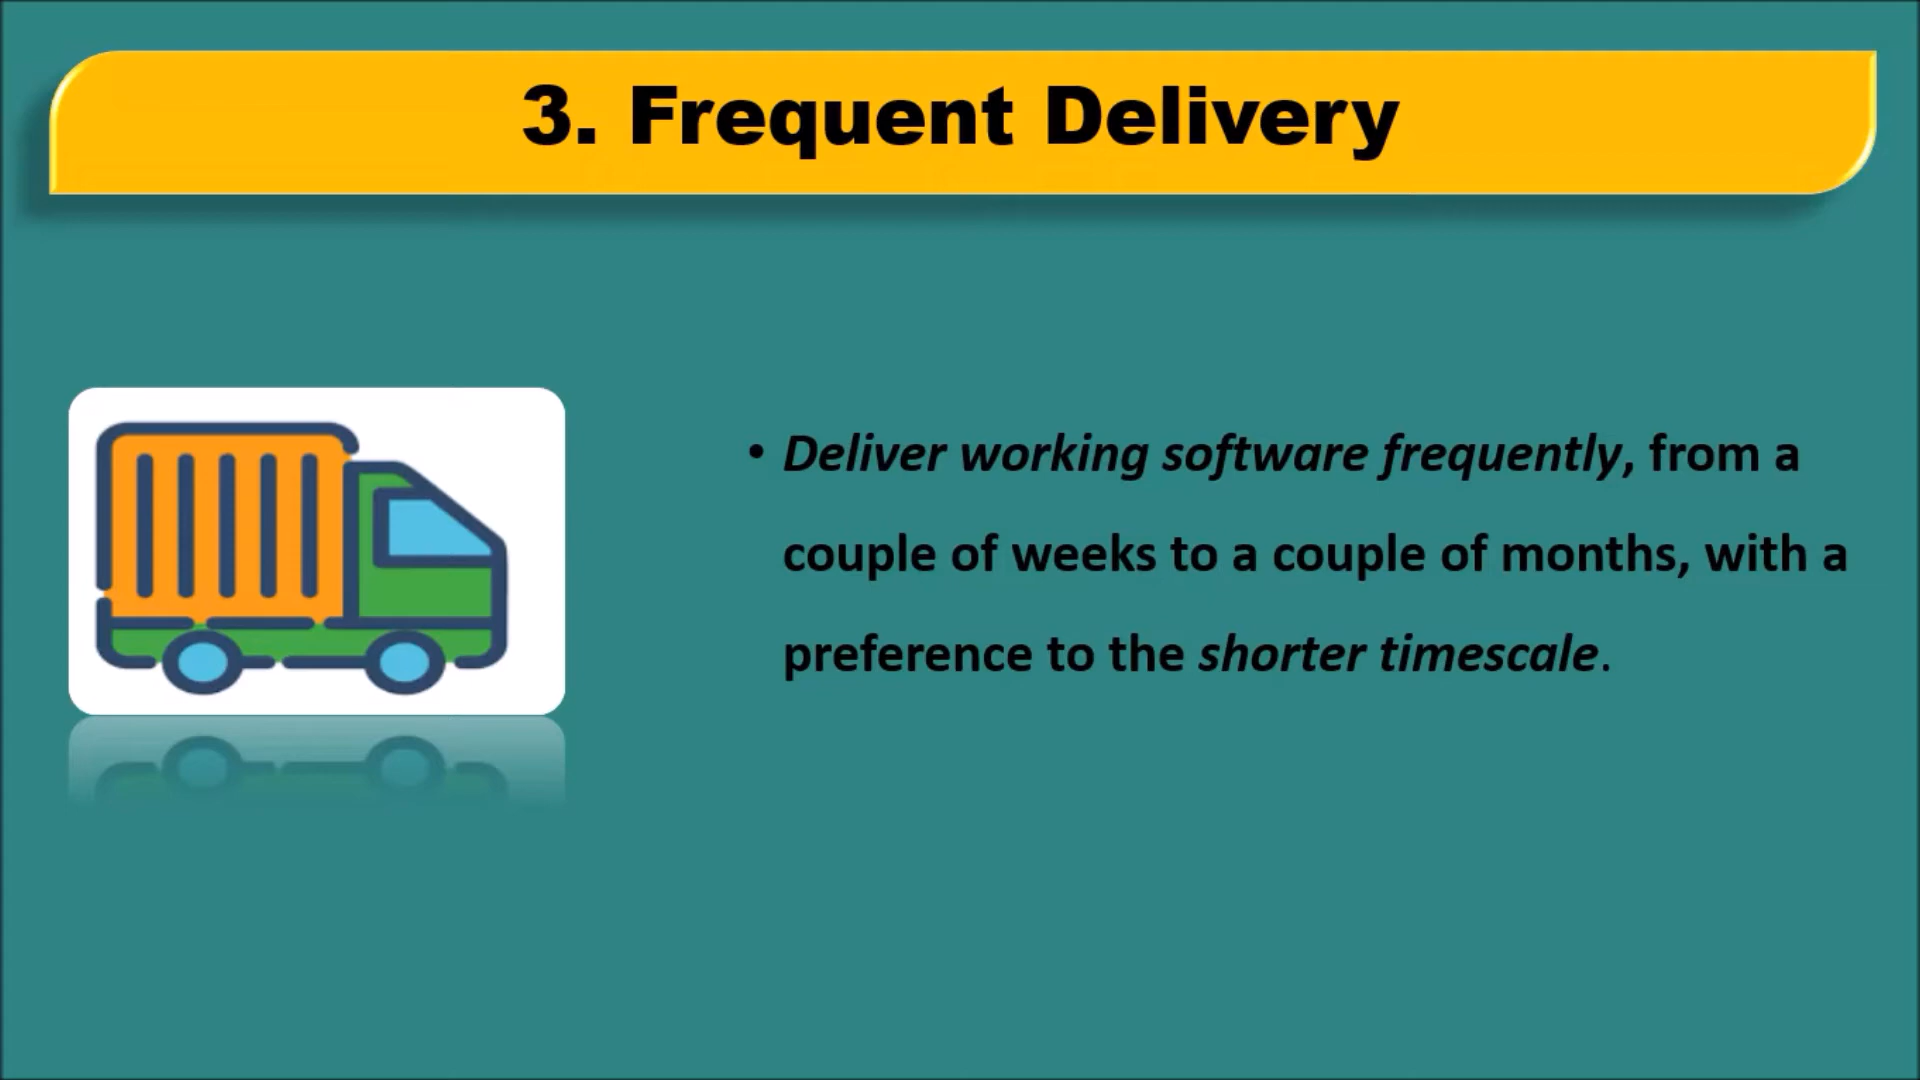 3. Frequent Delivery
• Deliver working software frequently, from a
couple of weeks to a couple of months, with a
preference to the shorter timescale.